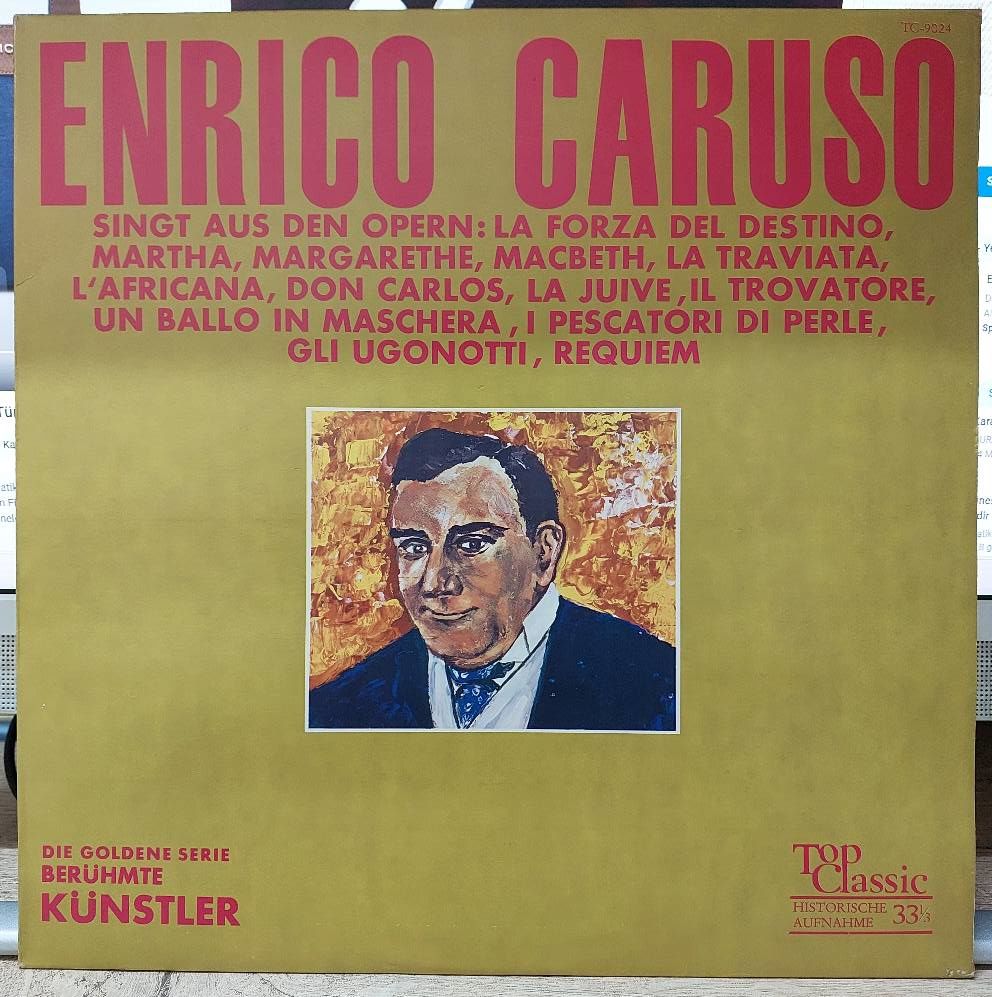 TC-9024
ENRICO CARUSO
SINGT AUS DEN OPERN: LA FORZA DEL DESTINO,
MARTHA, MARGARETHE, MACBETH, LA TRAVIATA,
L'AFRICANA, DON CARLOS, LA JUIVE, IL TROVATORE,
UN BALLO IN MASCHERA, I PESCATORI DI PERLE,
GLI UGONOTTI, REQUIEM
DIE GOLDENE SERIE
BERÜHMTE
KÜNSTLER
Top
Classic
HISTORISCHE
AUFNAHME
33⅓